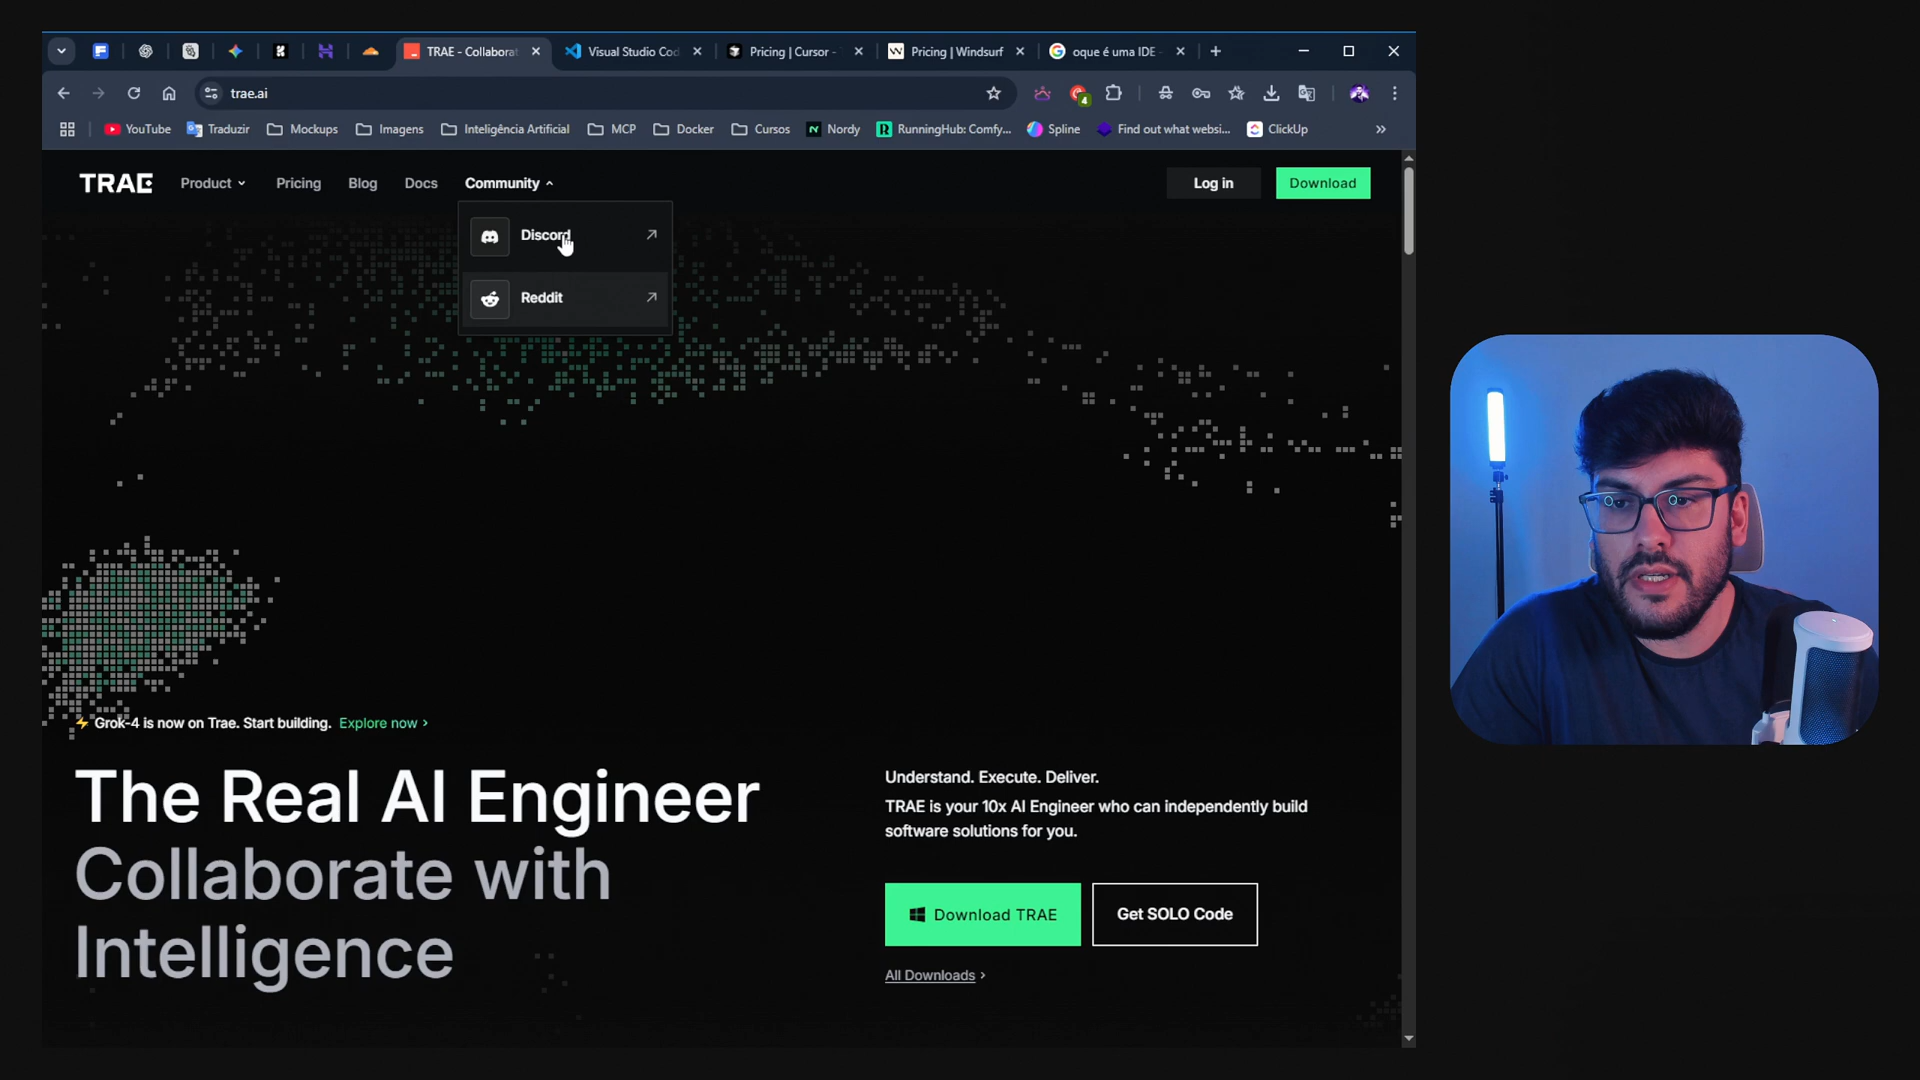 TRAE - Collaborat
Visual Studio Cod
Pricing | Cursor -
Pricing | Windsurf
oque é uma IDE -
trae.ai
4
YouTube
Traduzir
Mockups
Imagens
Inteligência Artificial
MCP
Docker
Cursos
Nordy
RunningHub: Comfy...
Spline
Find out what websi...
ClickUp
TRAE
Product
Pricing
Blog
Docs
Community
Log in
Download
Discord
Reddit
Grok-4 is now on Trae. Start building. Explore now >
The Real AI Engineer
Collaborate with
Intelligence
Understand. Execute. Deliver.
TRAE is your 10x AI Engineer who can independently build
software solutions for you.
Download TRAE
Get SOLO Code
All Downloads >